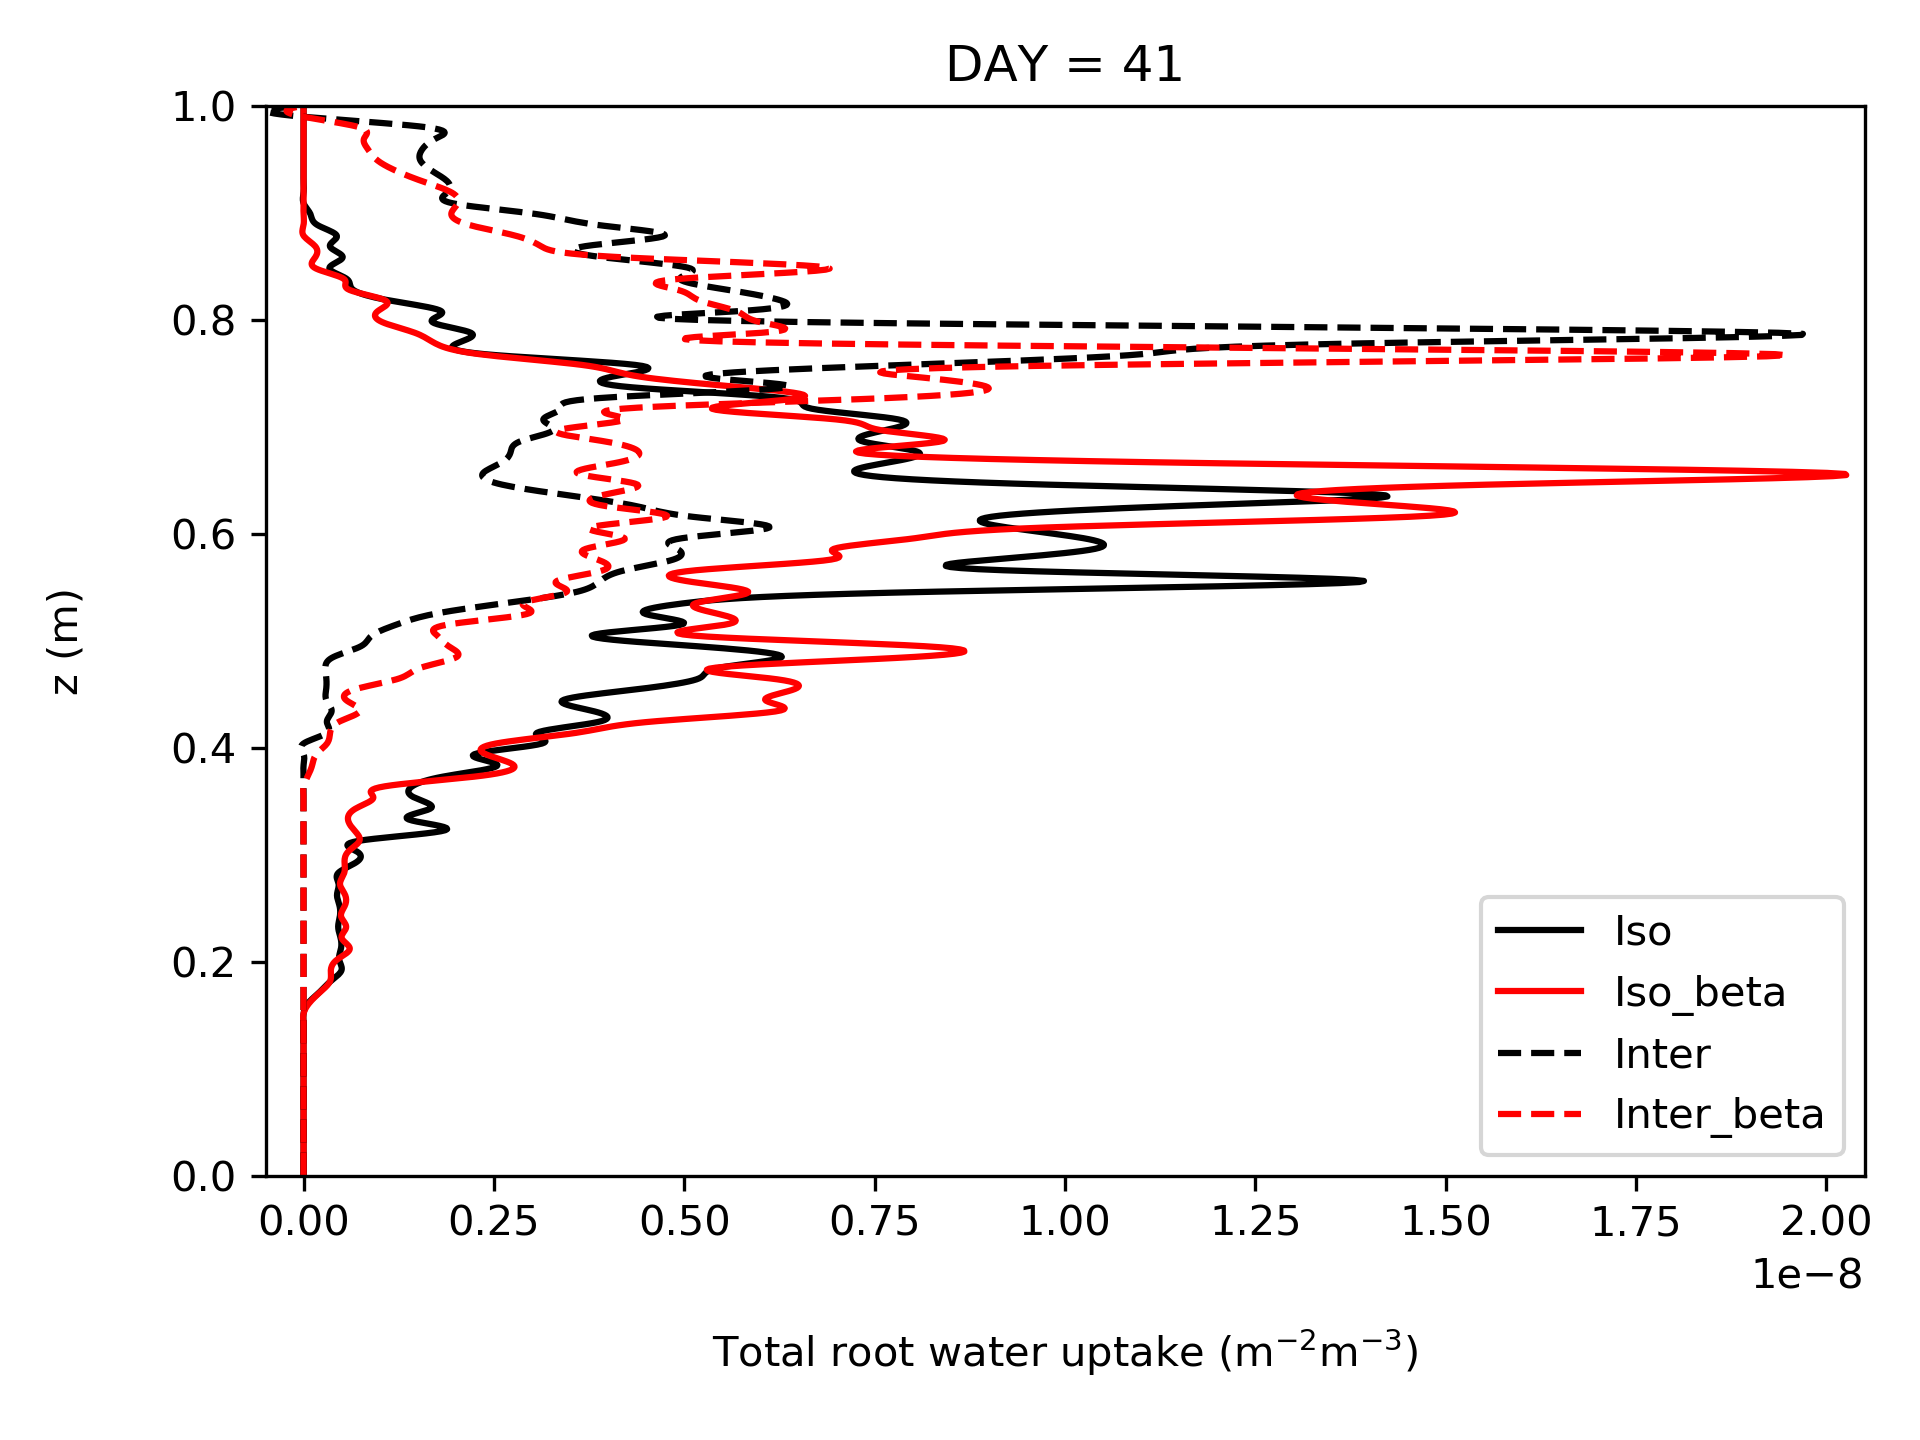 DAY = 41
1.0
0.8
0.6
0.4
0.2
0.0
z (m)
0.00 0.25 0.50 0.75 1.00 1.25 1.50 1.75 2.00
1e−8
Total root water uptake (m⁻²m⁻³)
Iso
Iso_beta
Inter
Inter_beta